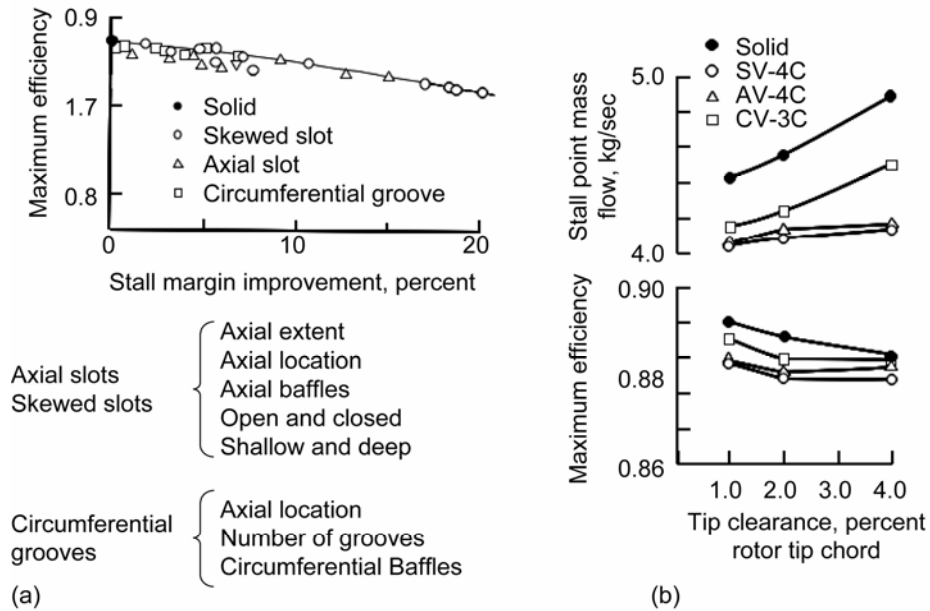 0.9
1.7
0.8
Maximum efficiency
Solid
Skewed slot
Axial slot
Circumferential groove
0
10
20
Stall margin improvement, percent
Axial slots
Skewed slots
Axial extent
Axial location
Axial baffles
Open and closed
Shallow and deep
Circumferential
grooves
Axial location
Number of grooves
Circumferential Baffles
(a)
Solid
SV-4C
AV-4C
CV-3C
5.0
4.0
Stall point mass
flow, kg/sec
0.90
0.88
0.86
Maximum efficiency
1.0 2.0 3.0 4.0
Tip clearance, percent
rotor tip chord
(b)